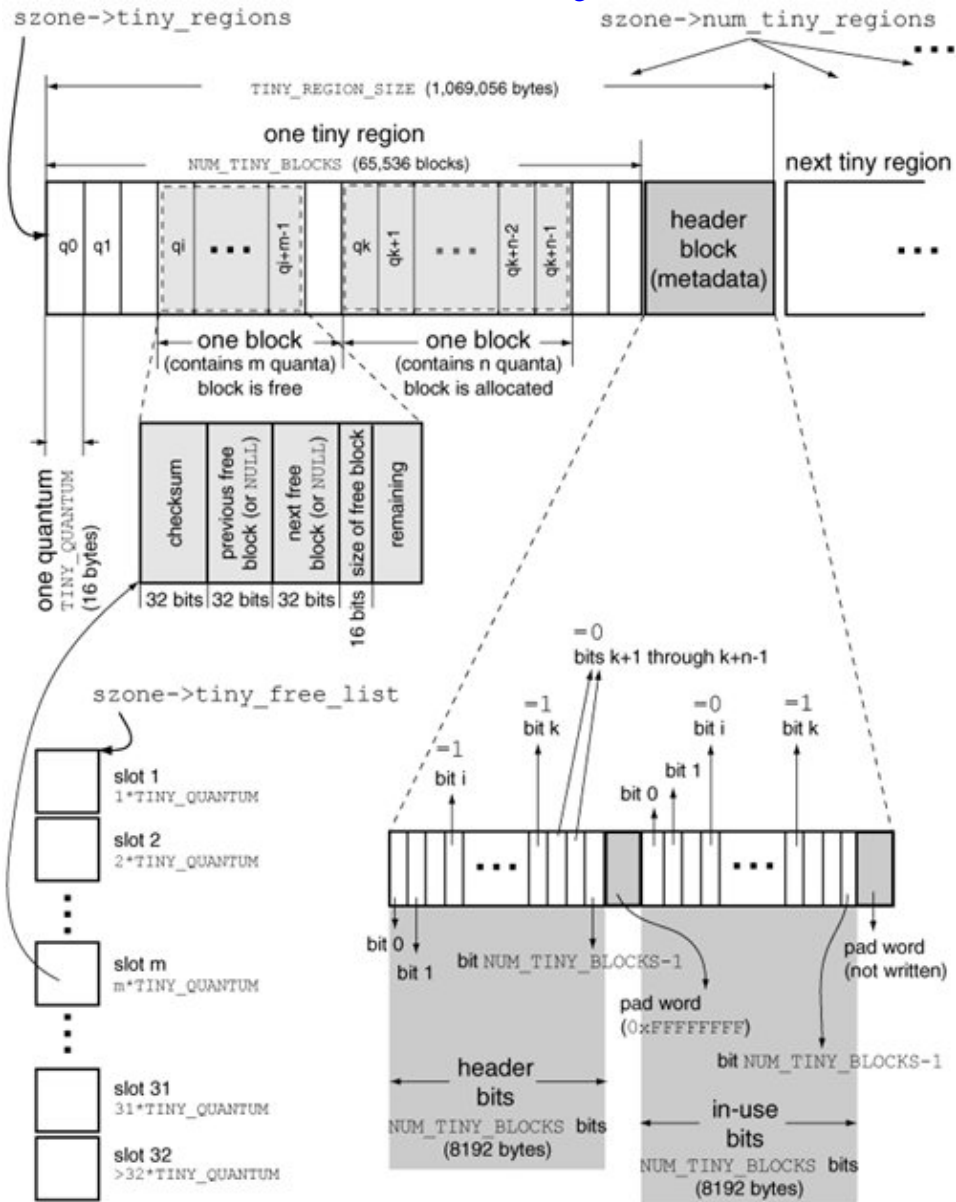 szone->tiny_regions
szone->num_tiny_regions
TINY_REGION_SIZE (1,069,056 bytes)
one tiny region
NUM_TINY_BLOCKS (65,536 blocks)
next tiny region
q0
q1
qi
qi+m-1
qk
qk+1
qk+n-2
qk+n-1
header
block
(metadata)
one block
(contains m quanta)
block is free
one block
(contains n quanta)
block is allocated
one quantum
TINY_QUANTUM
(16 bytes)
checksum
previous free
block (or NULL)
next free
block (or NULL)
size of free block
remaining
32 bits
32 bits
32 bits
16 bits
szone->tiny_free_list
slot 1
1*TINY_QUANTUM
slot 2
2*TINY_QUANTUM
slot m
m*TINY_QUANTUM
slot 31
31*TINY_QUANTUM
slot 32
>32*TINY_QUANTUM
=0
bits k+1 through k+n-1
=1
bit i
=1
bit k
bit 0
bit 1
=0
bit i
=1
bit k
bit 0
bit 1
bit NUM_TINY_BLOCKS-1
pad word
(0xFFFFFFFF)
pad word
(not written)
bit NUM_TINY_BLOCKS-1
header
bits
NUM_TINY_BLOCKS bits
(8192 bytes)
in-use
bits
NUM_TINY_BLOCKS bits
(8192 bytes)